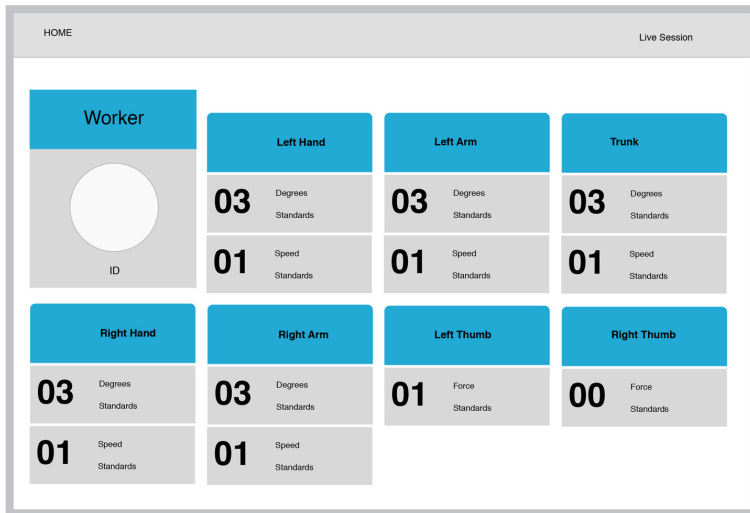 HOME
Live Session
Worker
ID
Left Hand
03
Degrees
Standards
01
Speed
Standards
Left Arm
03
Degrees
Standards
01
Speed
Standards
Trunk
03
Degrees
Standards
01
Speed
Standards
Right Hand
03
Degrees
Standards
01
Speed
Standards
Right Arm
03
Degrees
Standards
01
Speed
Standards
Left Thumb
01
Force
Standards
Right Thumb
00
Force
Standards